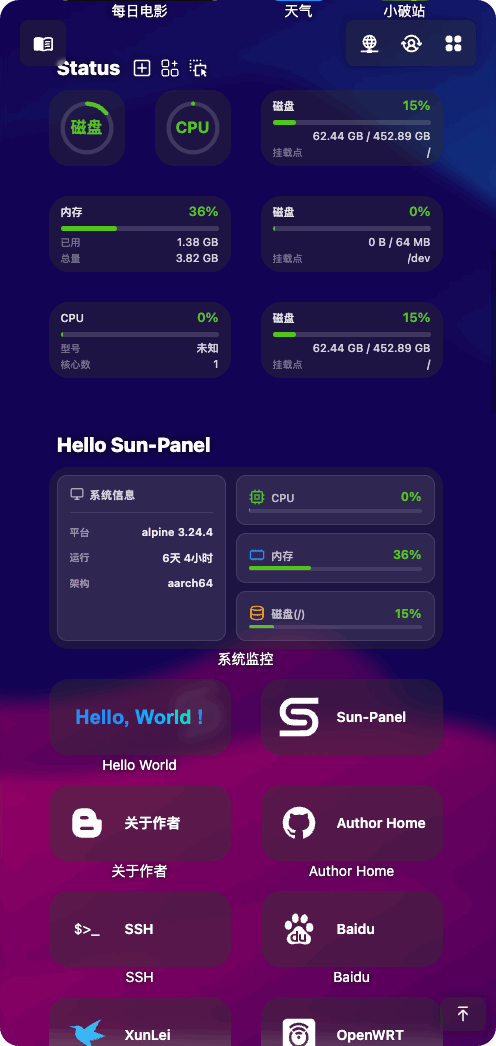 每日电影
天气
小破站
Status
磁盘
CPU
磁盘
15%
62.44 GB / 452.89 GB
挂载点
/
内存
36%
已用
1.38 GB
总量
3.82 GB
磁盘
0%
0 B / 64 MB
挂载点
/dev
CPU
0%
型号
未知
核心数
1
磁盘
15%
62.44 GB / 452.89 GB
挂载点
/
Hello Sun-Panel
系统信息
平台
alpine 3.24.4
运行
6天 4小时
架构
aarch64
CPU
0%
内存
36%
磁盘(/)
15%
系统监控
Hello, World！
Hello World
Sun-Panel
关于作者
关于作者
Author Home
Author Home
$>_
SSH
SSH
du
Baidu
Baidu
XunLei
OpenWRT